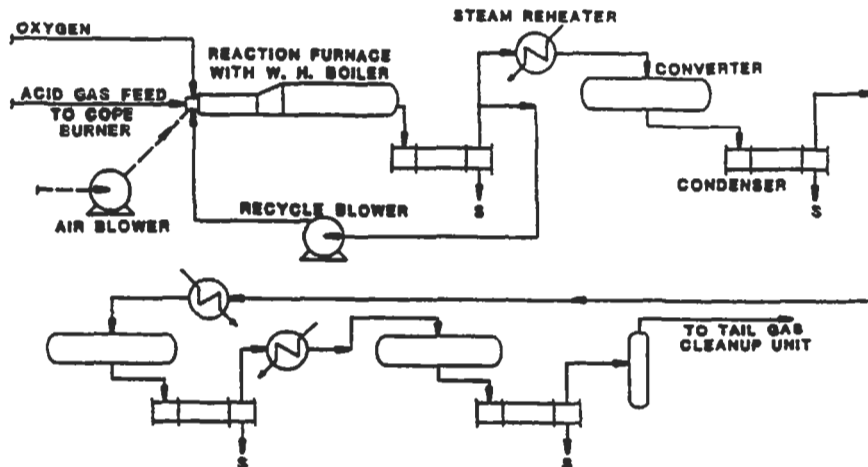 STEAM REHEATER
OXYGEN
REACTION FURNACE
WITH W. H. BOILER
CONVERTER
ACID GAS FEED
TO COPE
BURNER
CONDENSER
S
S
RECYCLE BLOWER
AIR BLOWER
TO TAIL GAS
CLEANUP UNIT
S
S